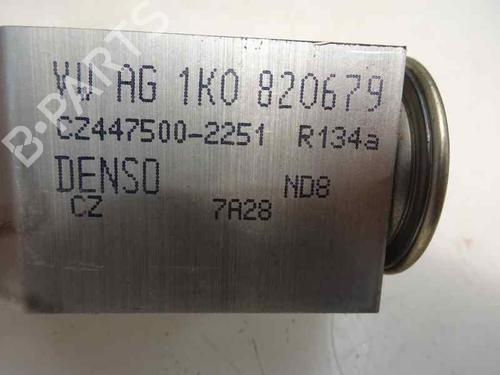 VW AG 1K0 820679
CZ447500-2251 R134a
DENSO ND8
CZ 7A28
B-PARTS